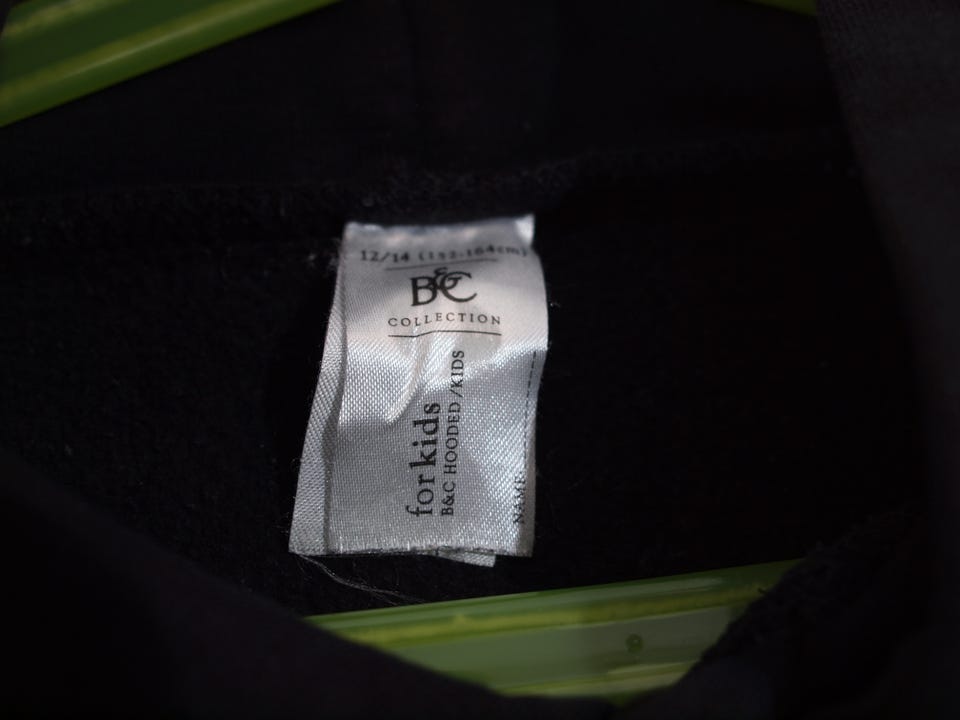 12/14 (152-164cm)
B&C
COLLECTION
for kids
B&C HOODED /KIDS
NAME: